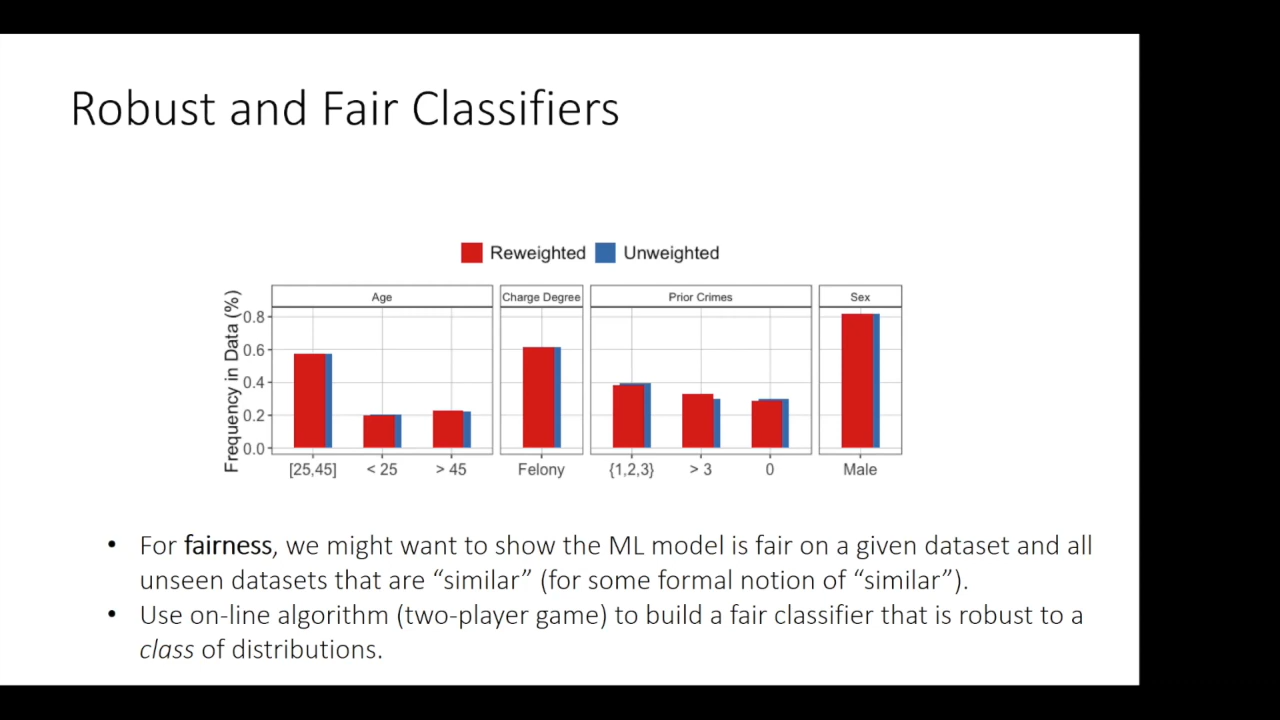 Robust and Fair Classifiers
Reweighted Unweighted
Age Charge Degree Prior Crimes Sex
Frequency in Data (%)
0.8
0.6
0.4
0.2
0.0
[25,45] < 25 > 45 Felony {1,2,3} > 3 0 Male
• For fairness, we might want to show the ML model is fair on a given dataset and all
unseen datasets that are “similar” (for some formal notion of “similar”).
• Use on-line algorithm (two-player game) to build a fair classifier that is robust to a
class of distributions.